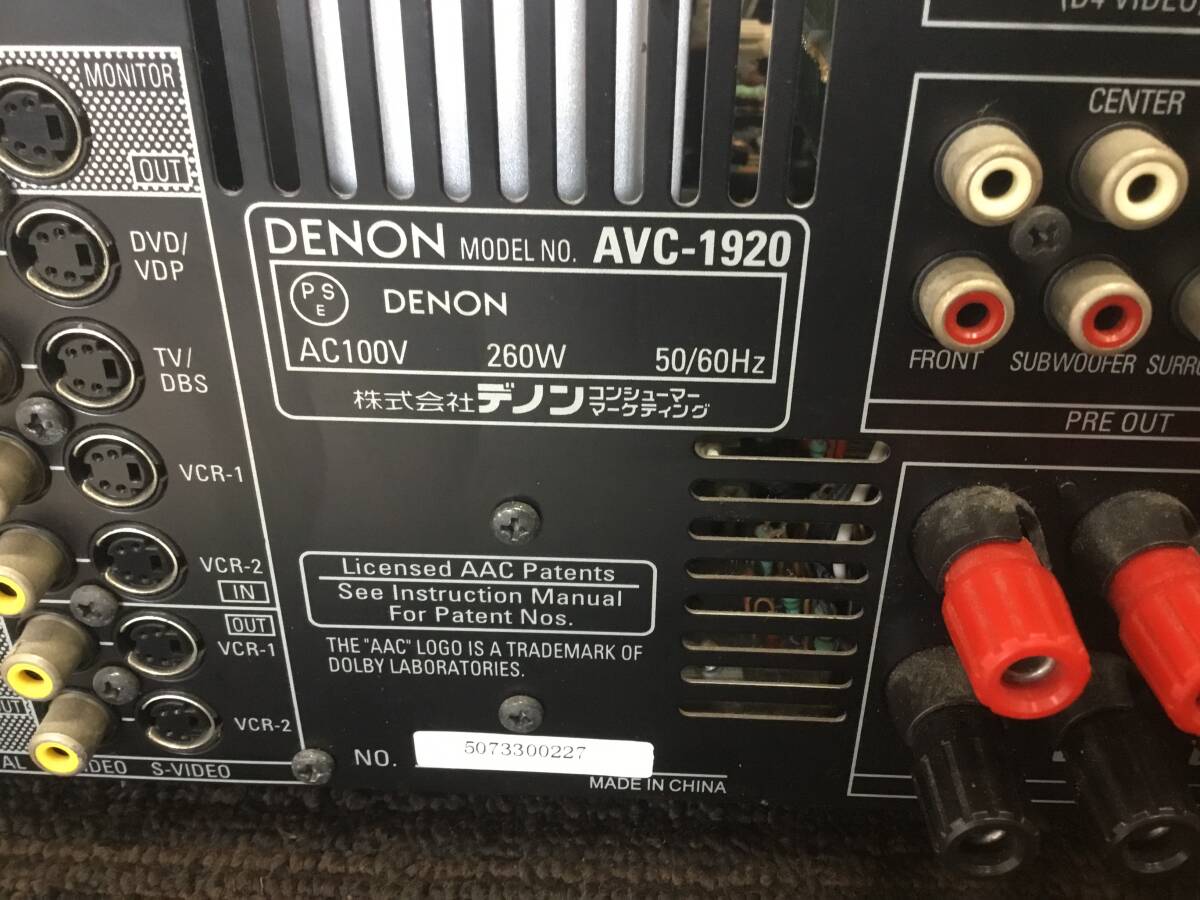 MONITOR
OUT
DVD/
VDP
TV/
DBS
VCR-1
VCR-2
IN
OUT
VCR-1
VCR-2
S-VIDEO
DENON MODEL NO. AVC-1920
PSE DENON
AC100V 260W 50/60Hz
株式会社デノン コンシューマー
マーケティング
Licensed AAC Patents
See Instruction Manual
For Patent Nos.
THE "AAC" LOGO IS A TRADEMARK OF
DOLBY LABORATORIES.
NO. 5073300227
MADE IN CHINA
CENTER
FRONT SUBWOOFER
PRE OUT